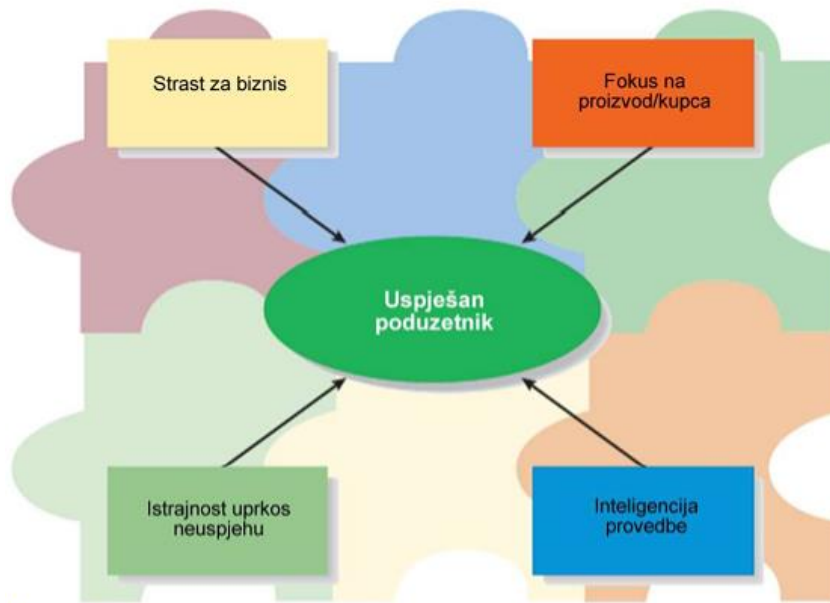 Strast za biznis
Fokus na
proizvod/kupca
Uspješan
poduzetnik
Istrajnost uprkos
neuspjehu
Inteligencija
provedbe